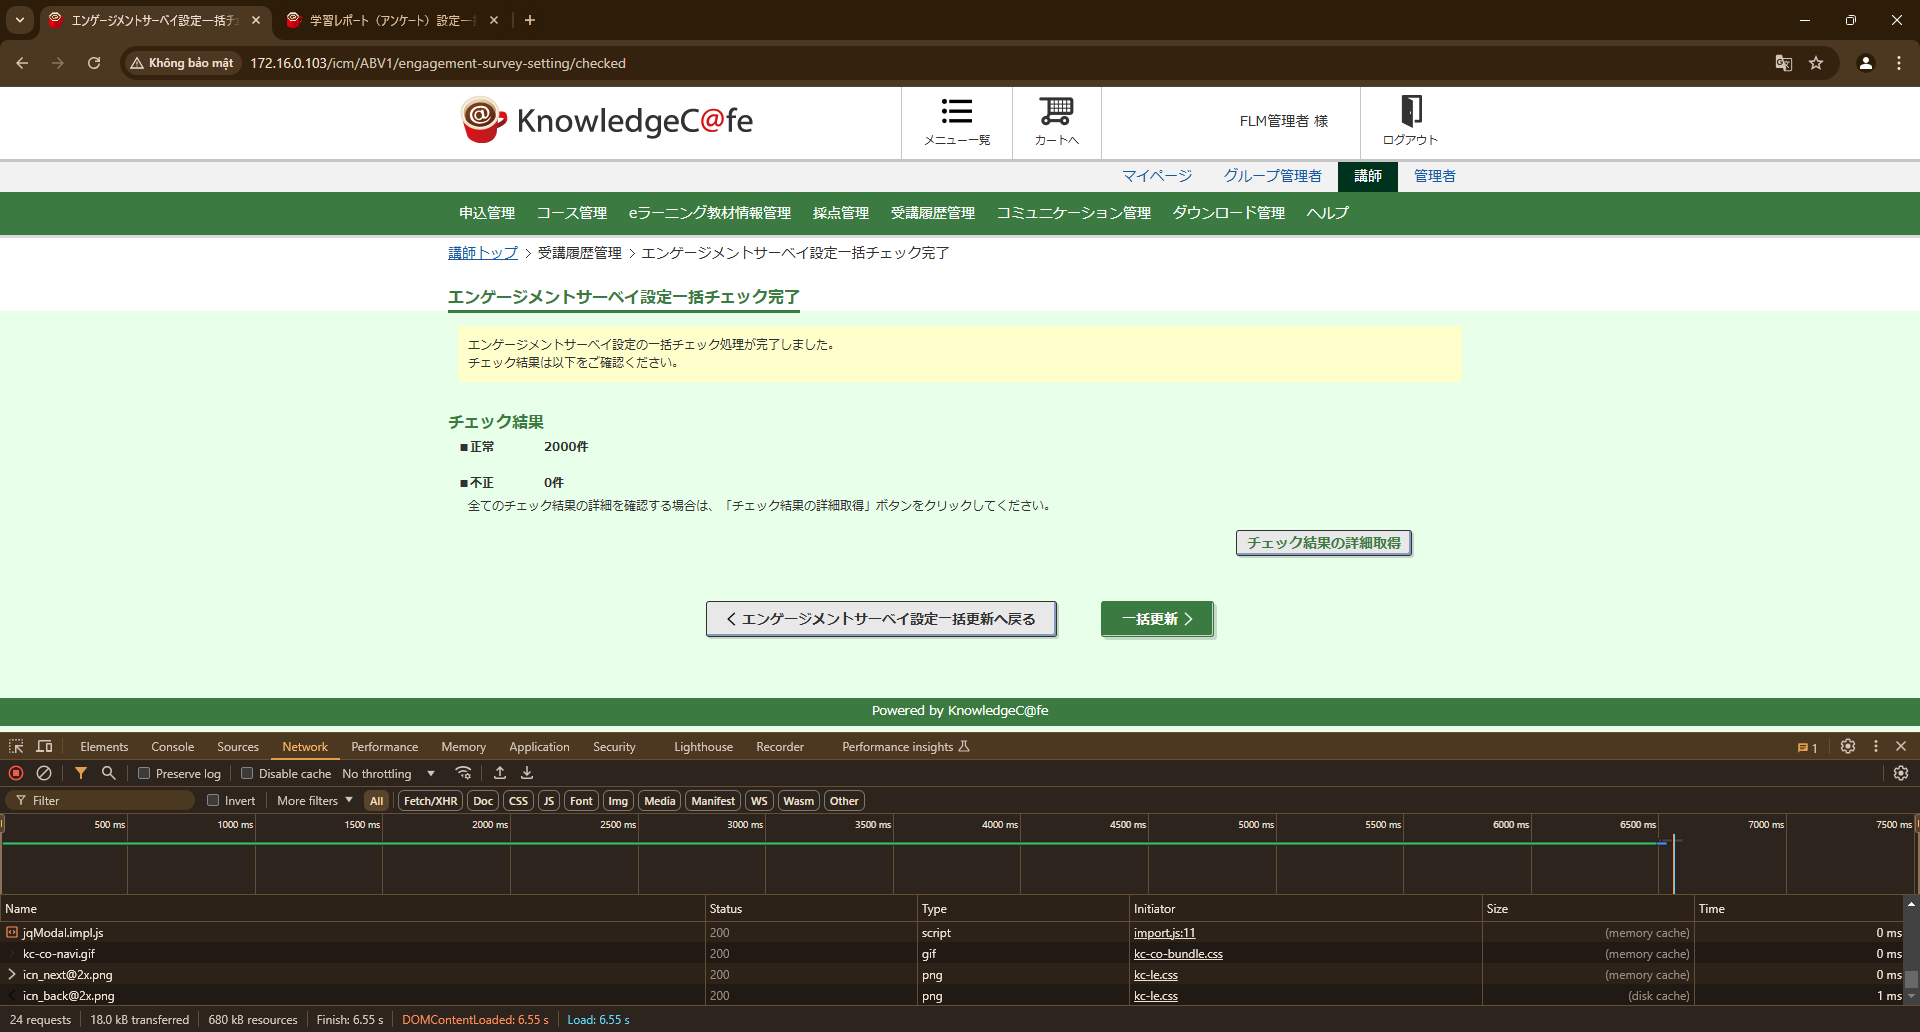 エンゲージメントサーベイ設定一括チェ
学習レポート（アンケート）設定一
Không bảo mật
172.16.0.103/icm/ABV1/engagement-survey-setting/checked
KnowledgeC@fe
メニュー一覧
カートへ
FLM管理者 様
ログアウト
マイページ
グループ管理者
講師
管理者
申込管理
コース管理
eラーニング教材情報管理
採点管理
受講履歴管理
コミュニケーション管理
ダウンロード管理
ヘルプ
講師トップ > 受講履歴管理 > エンゲージメントサーベイ設定一括チェック完了
エンゲージメントサーベイ設定一括チェック完了
エンゲージメントサーベイ設定の一括チェック処理が完了しました。
チェック結果は以下をご確認ください。
チェック結果
■正常 2000件
■不正 0件
全てのチェック結果の詳細を確認する場合は、「チェック結果の詳細取得」ボタンをクリックしてください。
チェック結果の詳細取得
エンゲージメントサーベイ設定一括更新へ戻る
一括更新
Powered by KnowledgeC@fe
Elements
Console
Sources
Network
Performance
Memory
Application
Security
Lighthouse
Recorder
Performance insights
1
Preserve log
Disable cache
No throttling
Filter
Invert
More filters
All
Fetch/XHR
Doc
CSS
JS
Font
Img
Media
Manifest
WS
Wasm
Other
500 ms
1000 ms
1500 ms
2000 ms
2500 ms
3000 ms
3500 ms
4000 ms
4500 ms
5000 ms
5500 ms
6000 ms
6500 ms
7000 ms
7500 ms
Name Status Type Initiator Size Time
jqModal.impl.js 200 script import.js:11 (memory cache) 0 ms
kc-co-navi.gif 200 gif kc-co-bundle.css (memory cache) 0 ms
icn_next@2x.png 200 png kc-le.css (memory cache) 0 ms
icn_back@2x.png 200 png kc-le.css (disk cache) 1 ms
24 requests
18.0 kB transferred
680 kB resources
Finish: 6.55 s
DOMContentLoaded: 6.55 s
Load: 6.55 s